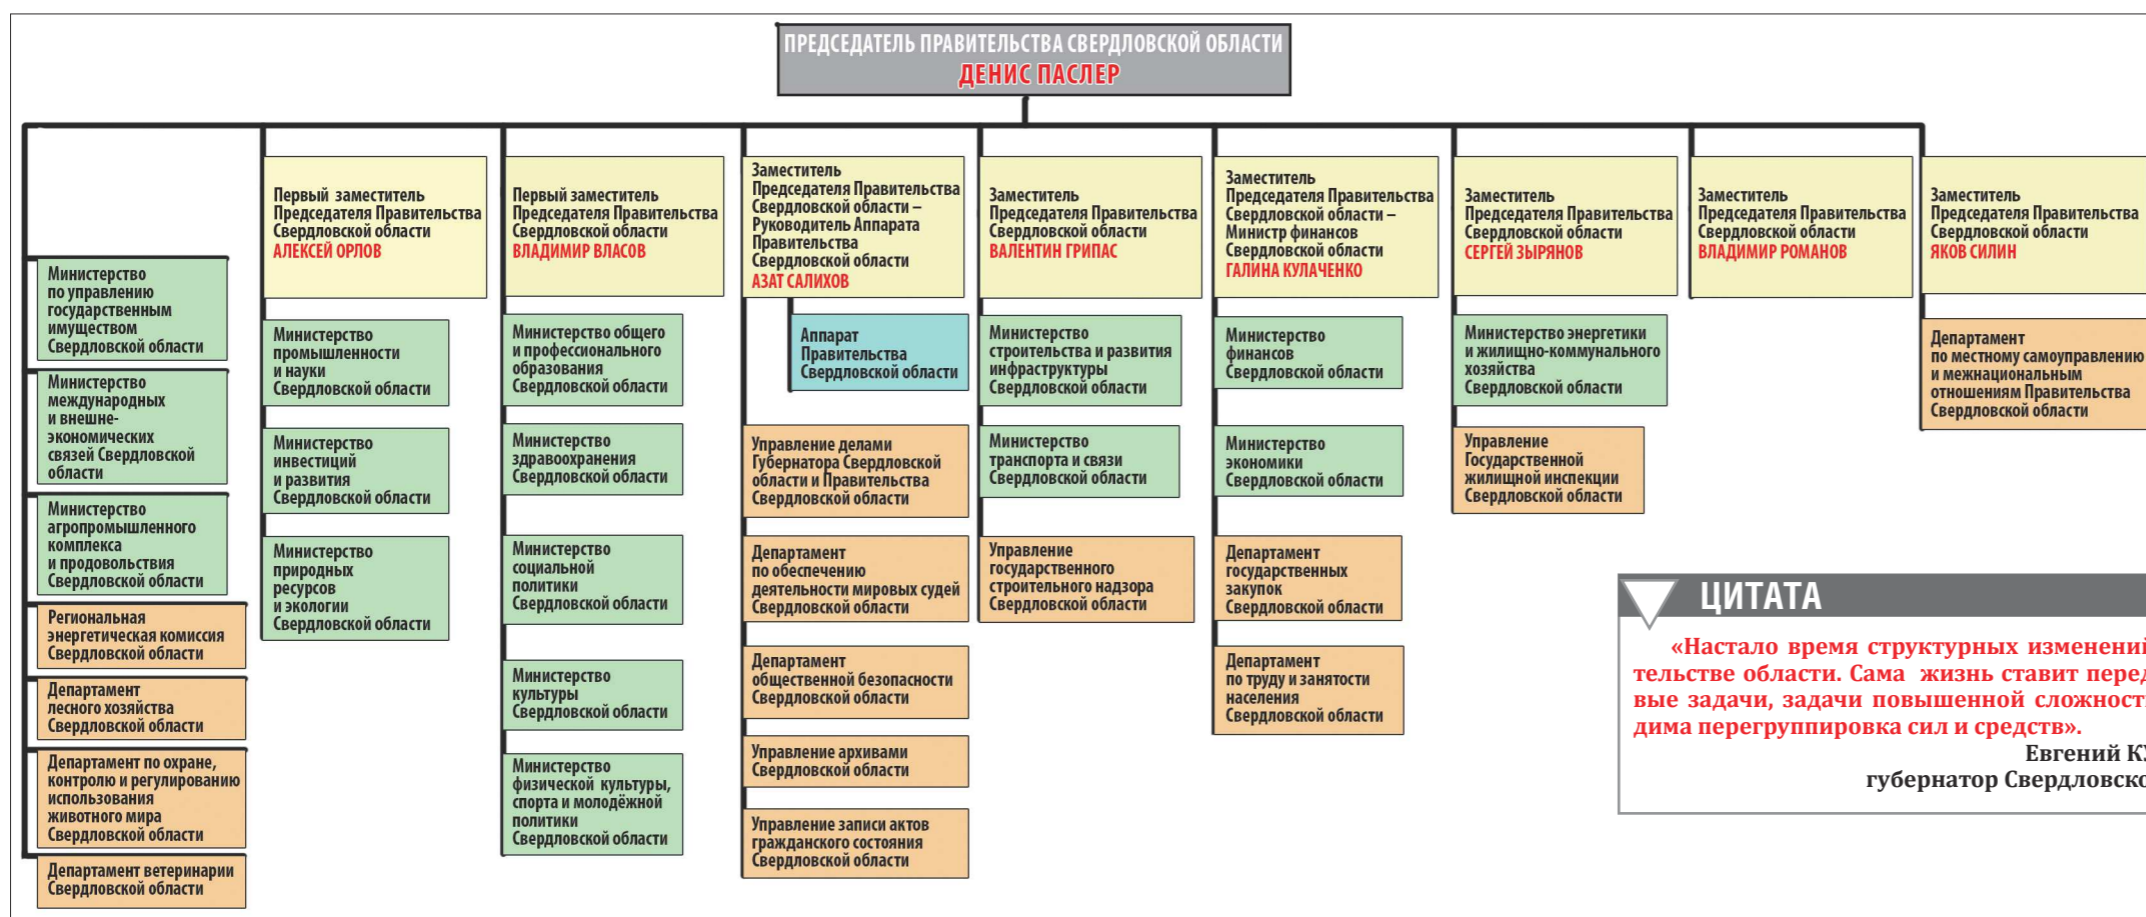 ПРЕДСЕДАТЕЛЬ ПРАВИТЕЛЬСТВА СВЕРДЛОВСКОЙ ОБЛАСТИ
ДЕНИС ПАСЛЕР
Министерство
по управлению
государственным
имуществом
Свердловской области
Министерство
международных
и внешне-
экономических
связей Свердловской
области
Министерство
агропромышленного
комплекса
и продовольствия
Свердловской области
Региональная
энергетическая комиссия
Свердловской области
Департамент
лесного хозяйства
Свердловской области
Департамент по охране,
контролю и регулированию
использования
животного мира
Свердловской области
Департамент ветеринарии
Свердловской области
Первый заместитель
Председателя Правительства
Свердловской области
АЛЕКСЕЙ ОРЛОВ
Министерство
промышленности
и науки
Свердловской области
Министерство
инвестиций
и развития
Свердловской области
Министерство
природных
ресурсов
и экологии
Свердловской области
Первый заместитель
Председателя Правительства
Свердловской области
ВЛАДИМИР ВЛАСОВ
Министерство общего
и профессионального
образования
Свердловской области
Министерство
здравоохранения
Свердловской области
Министерство
социальной
политики
Свердловской области
Министерство
культуры
Свердловской области
Министерство
физической культуры,
спорта и молодёжной
политики
Свердловской области
Заместитель
Председателя Правительства
Свердловской области –
Руководитель Аппарата
Правительства
Свердловской области
АЗАТ САЛИХОВ
Аппарат
Правительства
Свердловской области
Управление делами
Губернатора Свердловской
области и Правительства
Свердловской области
Департамент
по обеспечению
деятельности мировых судей
Свердловской области
Департамент
общественной безопасности
Свердловской области
Управление архивами
Свердловской области
Управление записи актов
гражданского состояния
Свердловской области
Заместитель
Председателя Правительства
Свердловской области
ВАЛЕНТИН ГРИПАС
Министерство
строительства и развития
инфраструктуры
Свердловской области
Министерство
транспорта и связи
Свердловской области
Управление
государственного
строительного надзора
Свердловской области
Заместитель
Председателя Правительства
Свердловской области –
Министр финансов
Свердловской области
ГАЛИНА КУЛАЧЕНКО
Министерство
финансов
Свердловской области
Министерство
экономики
Свердловской области
Департамент
государственных
закупок
Свердловской области
Департамент
по труду и занятости
населения
Свердловской области
Заместитель
Председателя Правительства
Свердловской области
СЕРГЕЙ ЗЫРЯНОВ
Министерство энергетики
и жилищно-коммунального
хозяйства
Свердловской области
Управление
Государственной
жилищной инспекции
Свердловской области
Заместитель
Председателя Правительства
Свердловской области
ВЛАДИМИР РОМАНОВ
Заместитель
Председателя Правительства
Свердловской области
ЯКОВ СИЛИН
Департамент
по местному самоуправлению
и межнациональным
отношениям Правительства
Свердловской области
ЦИТАТА
«Настало время структурных изменений
тельстве области. Сама жизнь ставит перед
вые задачи, задачи повышенной сложност
дима перегруппировка сил и средств».
Евгений
губернатор Свердловско